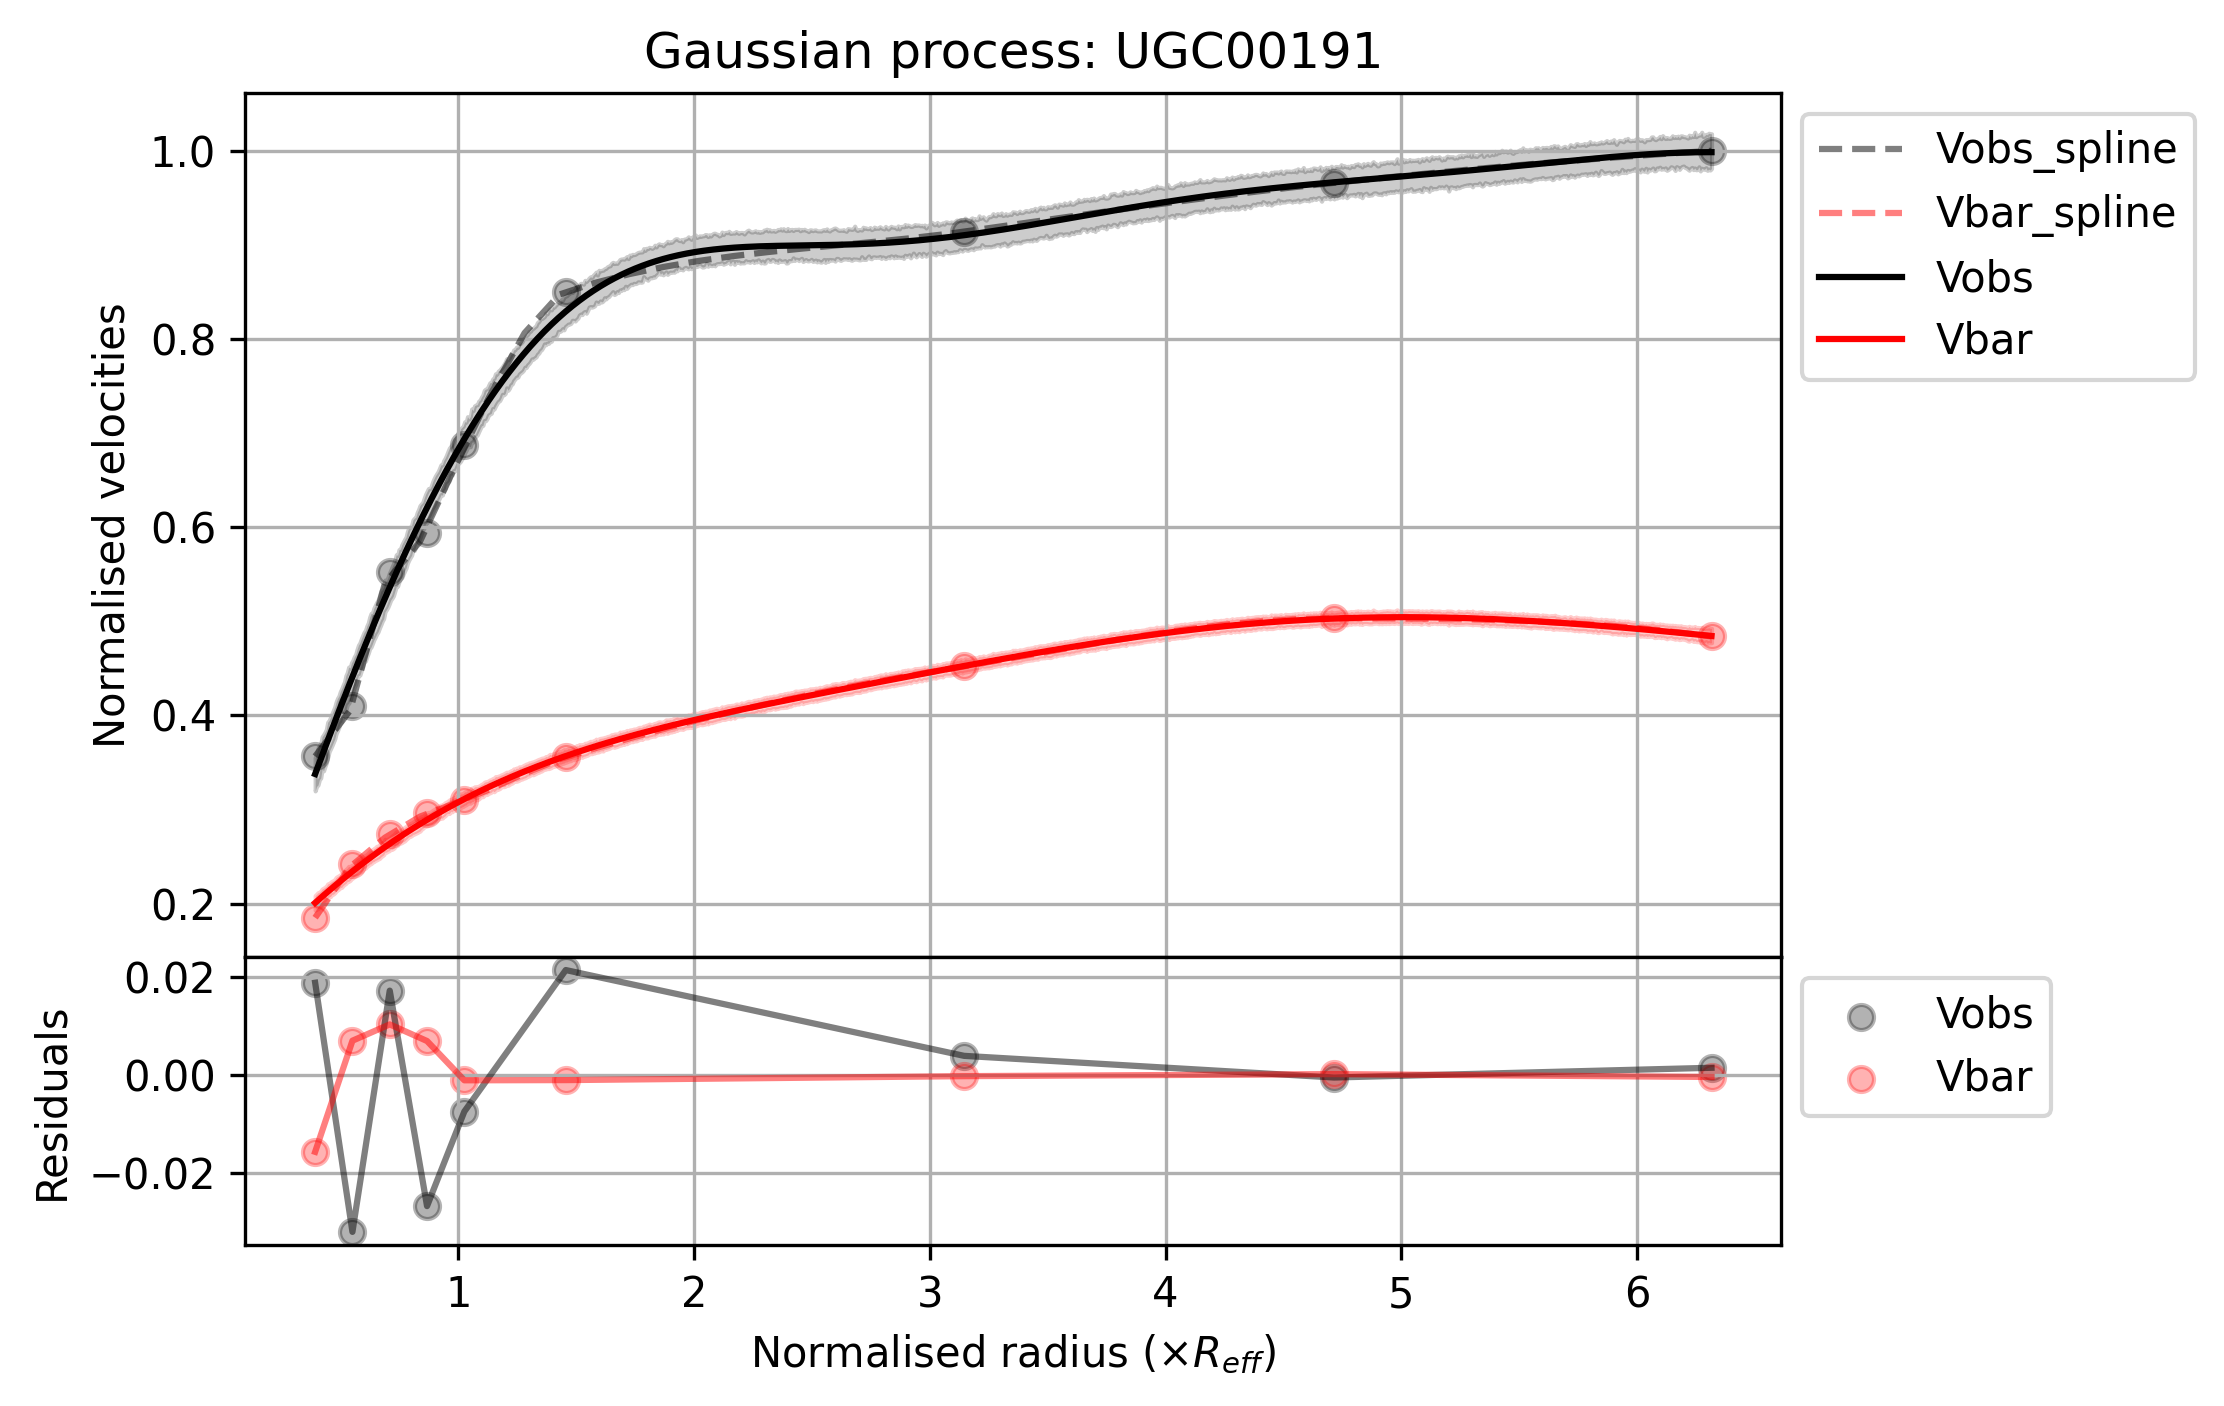 Gaussian process: UGC00191
1.0
0.8
0.6
0.4
0.2
Normalised velocities
Vobs_spline
Vbar_spline
Vobs
Vbar
0.02
0.00
−0.02
Residuals
Vobs
Vbar
1 2 3 4 5 6
Normalised radius (×R_eff)